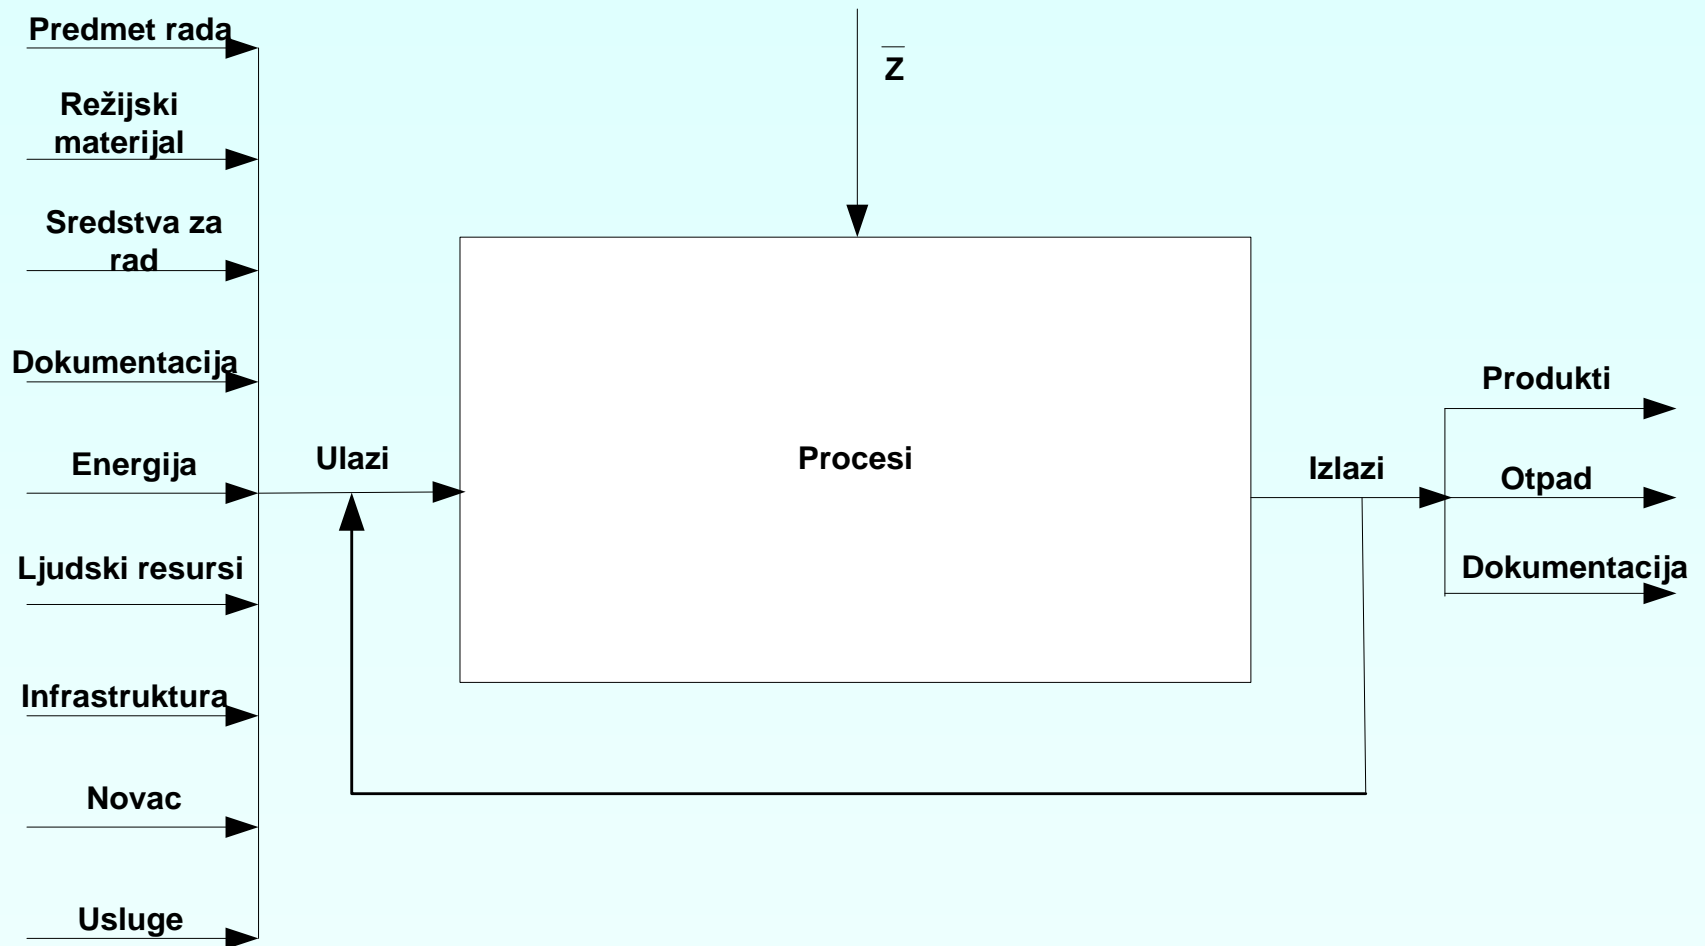 Predmet rada
Režijski
materijal
Sredstva za
rad
Dokumentacija
Energija
Ljudski resursi
Infrastruktura
Novac
Usluge
Ulazi
Z̅
Procesi
Izlazi
Produkti
Otpad
Dokumentacija